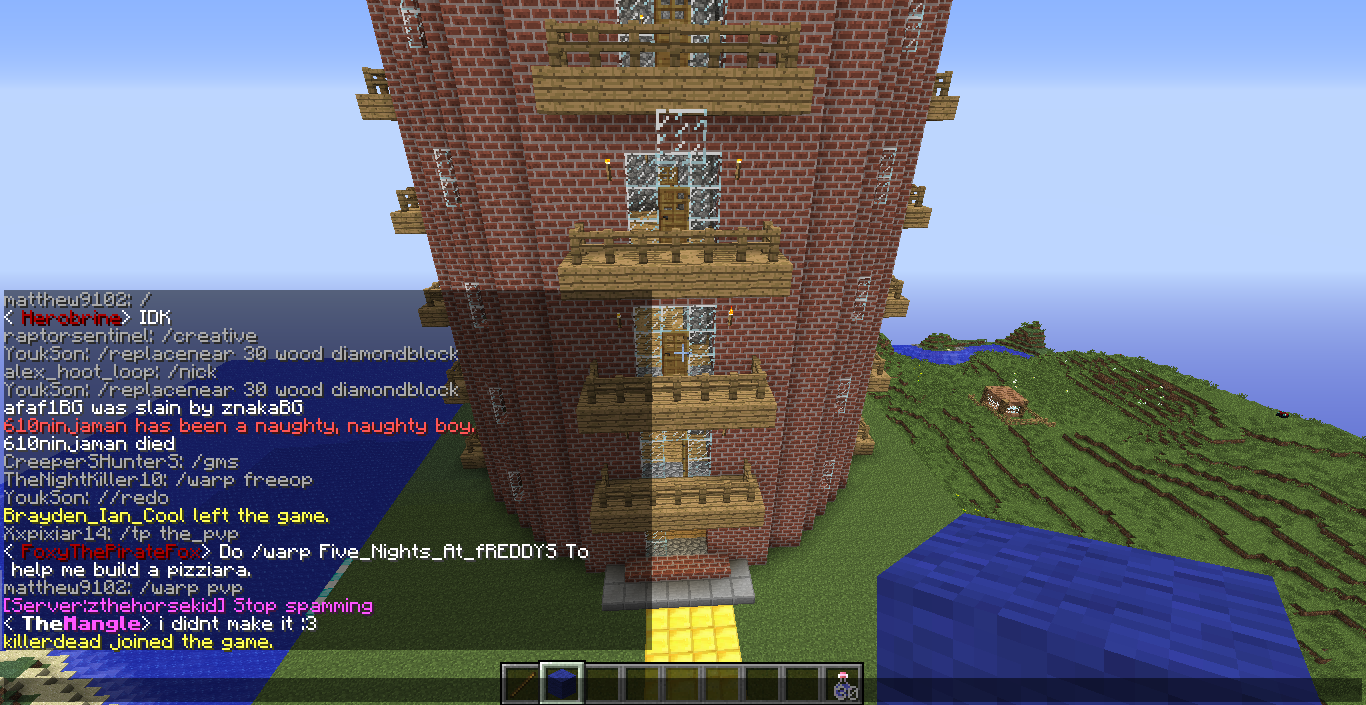 matthew9102: /
< Herobrine> IDK
raptorsentinel: /creative
YoukSon: /replacenear 30 wood diamondblock
alex_hoot_loop: /nick
YoukSon: /replacenear 30 wood diamondblock
afaf1BG was slain by znakaBG
610ninjaman has been a naughty, naughty boy.
610ninjaman died
Creeper5Hunter5: /gms
TheNightKiller10: /warp freeop
YoukSon: //redo
Brayden_Ian_Cool left the game.
Xxpixiar14: /tp the_pvp
< FoxyThePirateFox> Do /warp Five_Nights_At_fREDDYS To
help me build a pizziara.
matthew9102: /warp pvp
[Server:zthehorsekid] Stop spamming
< TheMangle> i didnt make it :3
killerdead joined the game.